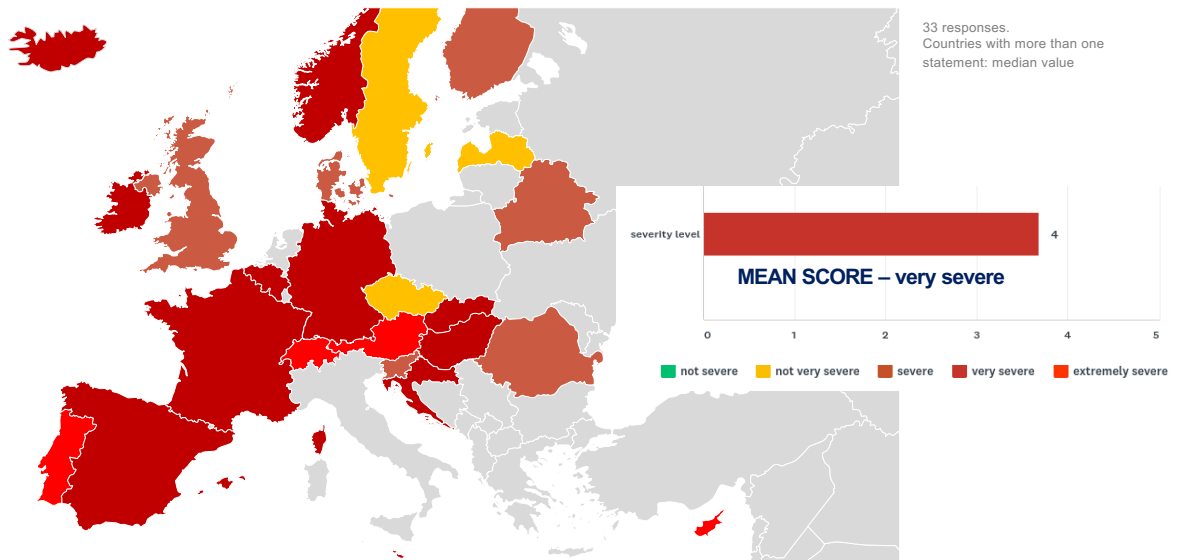 33 responses.
Countries with more than one
statement: median value
severity level
4
MEAN SCORE – very severe
0 1 2 3 4 5
not severe not very severe severe very severe extremely severe